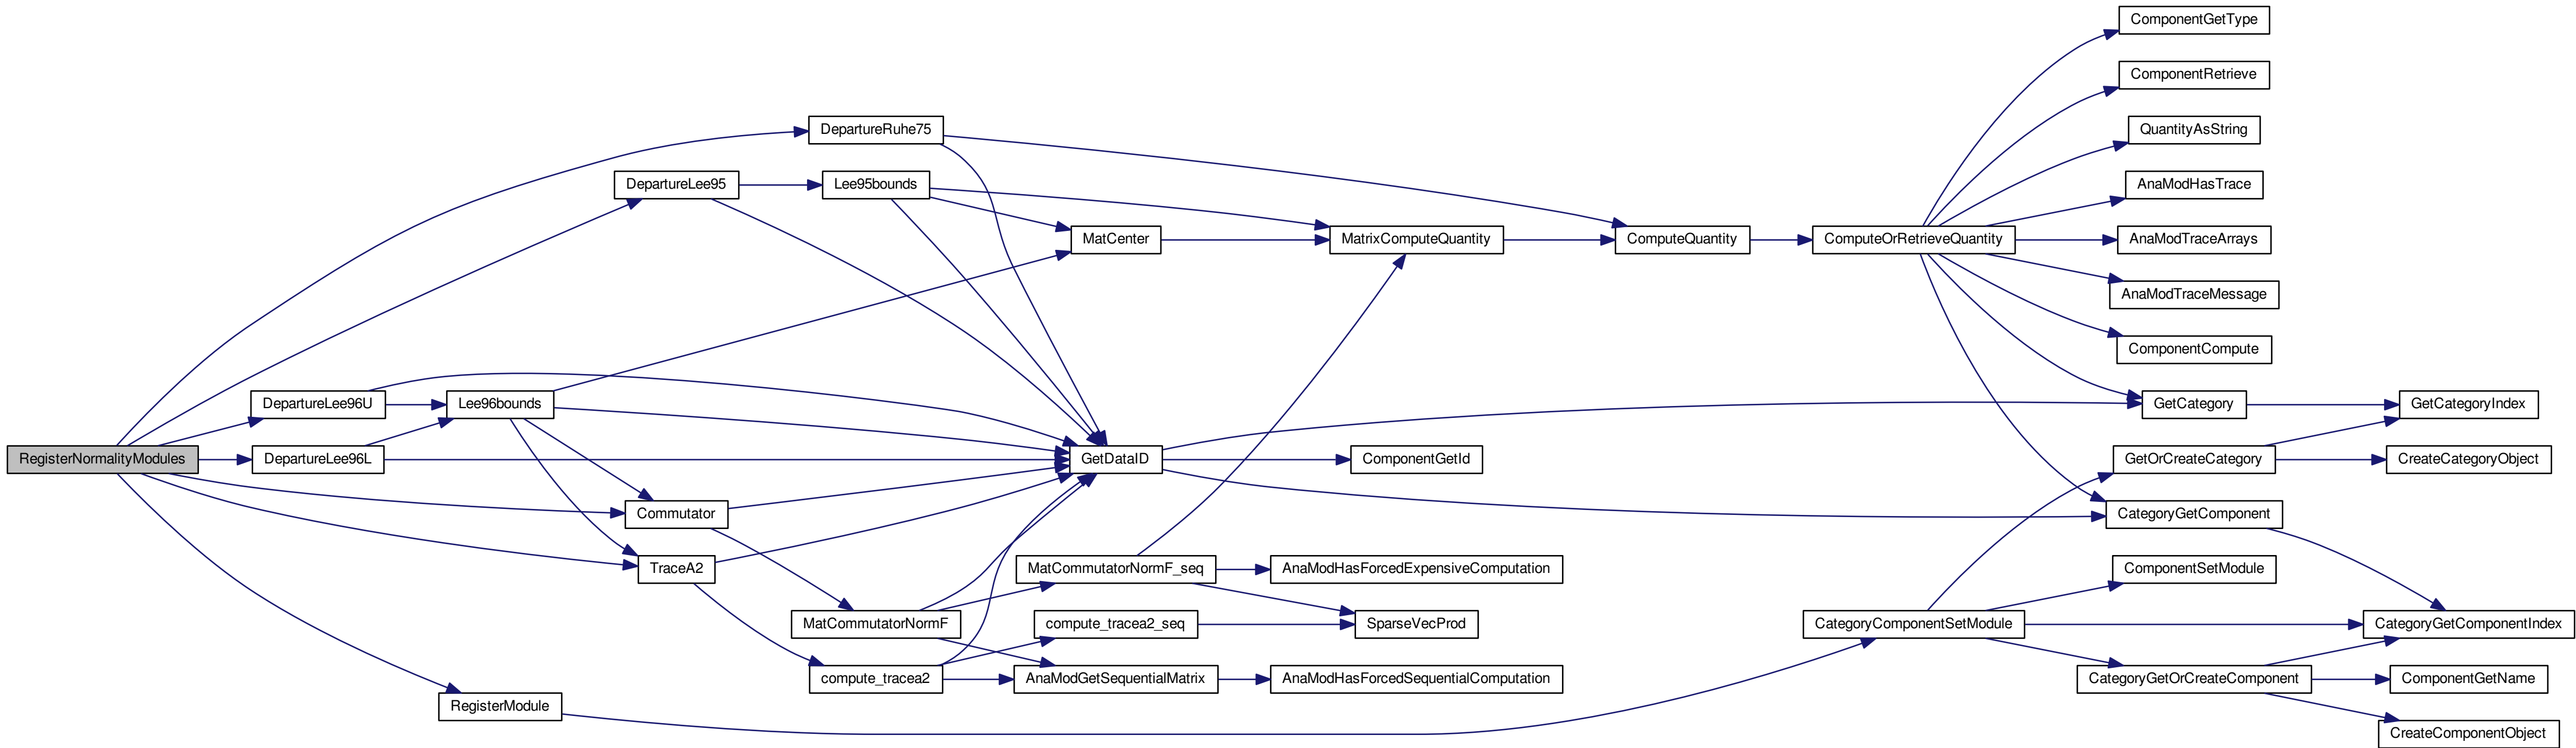 ComponentGetType
ComponentRetrieve
DepartureRuhe75
QuantityAsString
DepartureLee95
Lee95bounds
AnaModHasTrace
MatCenter
MatrixComputeQuantity
ComputeQuantity
ComputeOrRetrieveQuantity
AnaModTraceArrays
AnaModTraceMessage
ComponentCompute
DepartureLee96U
Lee96bounds
GetCategory
GetCategoryIndex
RegisterNormalityModules
DepartureLee96L
GetDataID
ComponentGetId
GetOrCreateCategory
CreateCategoryObject
Commutator
CategoryGetComponent
TraceA2
MatCommutatorNormF_seq
AnaModHasForcedExpensiveComputation
ComponentSetModule
MatCommutatorNormF
compute_tracea2_seq
SparseVecProd
CategoryComponentSetModule
CategoryGetComponentIndex
compute_tracea2
AnaModGetSequentialMatrix
AnaModHasForcedSequentialComputation
CategoryGetOrCreateComponent
ComponentGetName
RegisterModule
CreateComponentObject